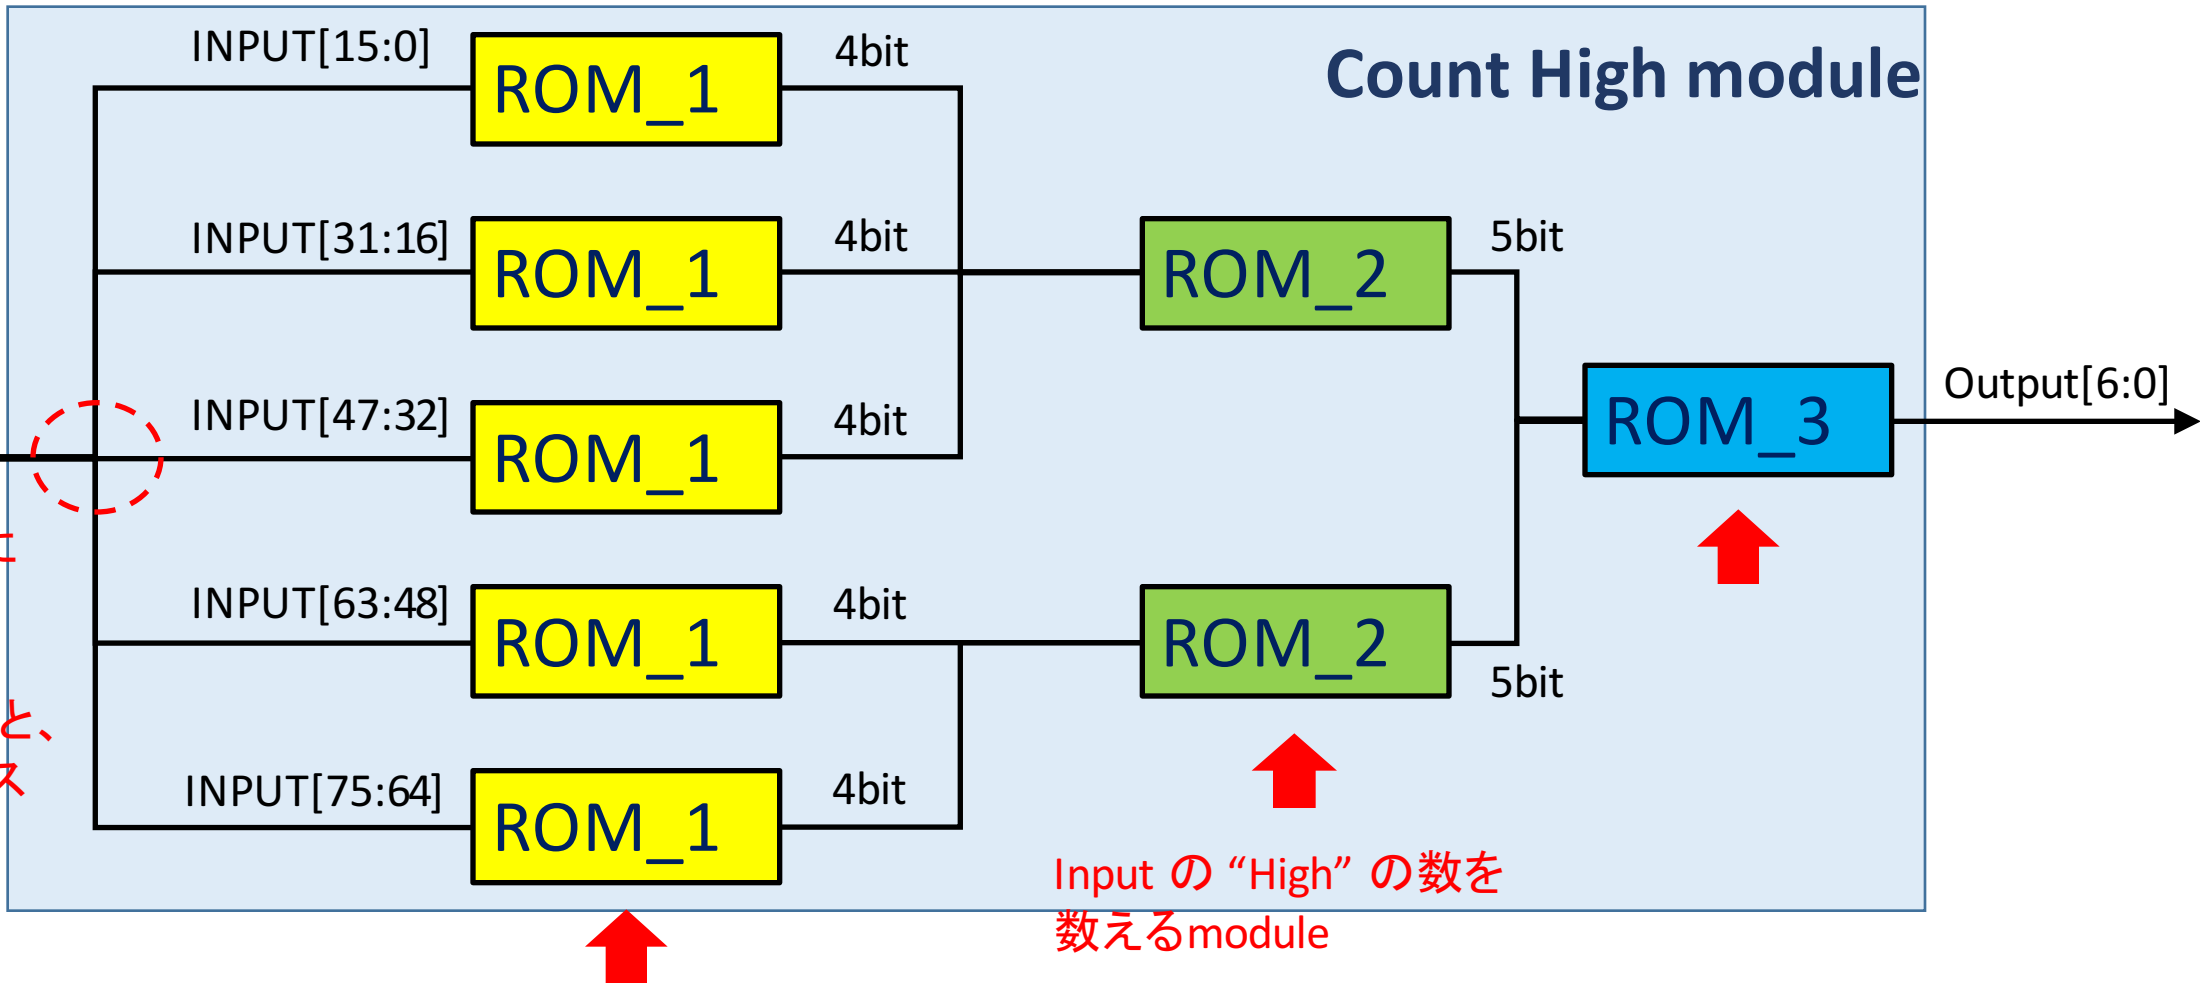 Count High module
INPUT[15:0]
ROM_1
4bit
INPUT[31:16]
ROM_1
4bit
ROM_2
5bit
INPUT[47:32]
ROM_1
4bit
ROM_3
Output[6:0]
INPUT[63:48]
ROM_1
4bit
ROM_2
5bit
と、
INPUT[75:64]
ROM_1
4bit
Input の “High” の数を
数えるmodule